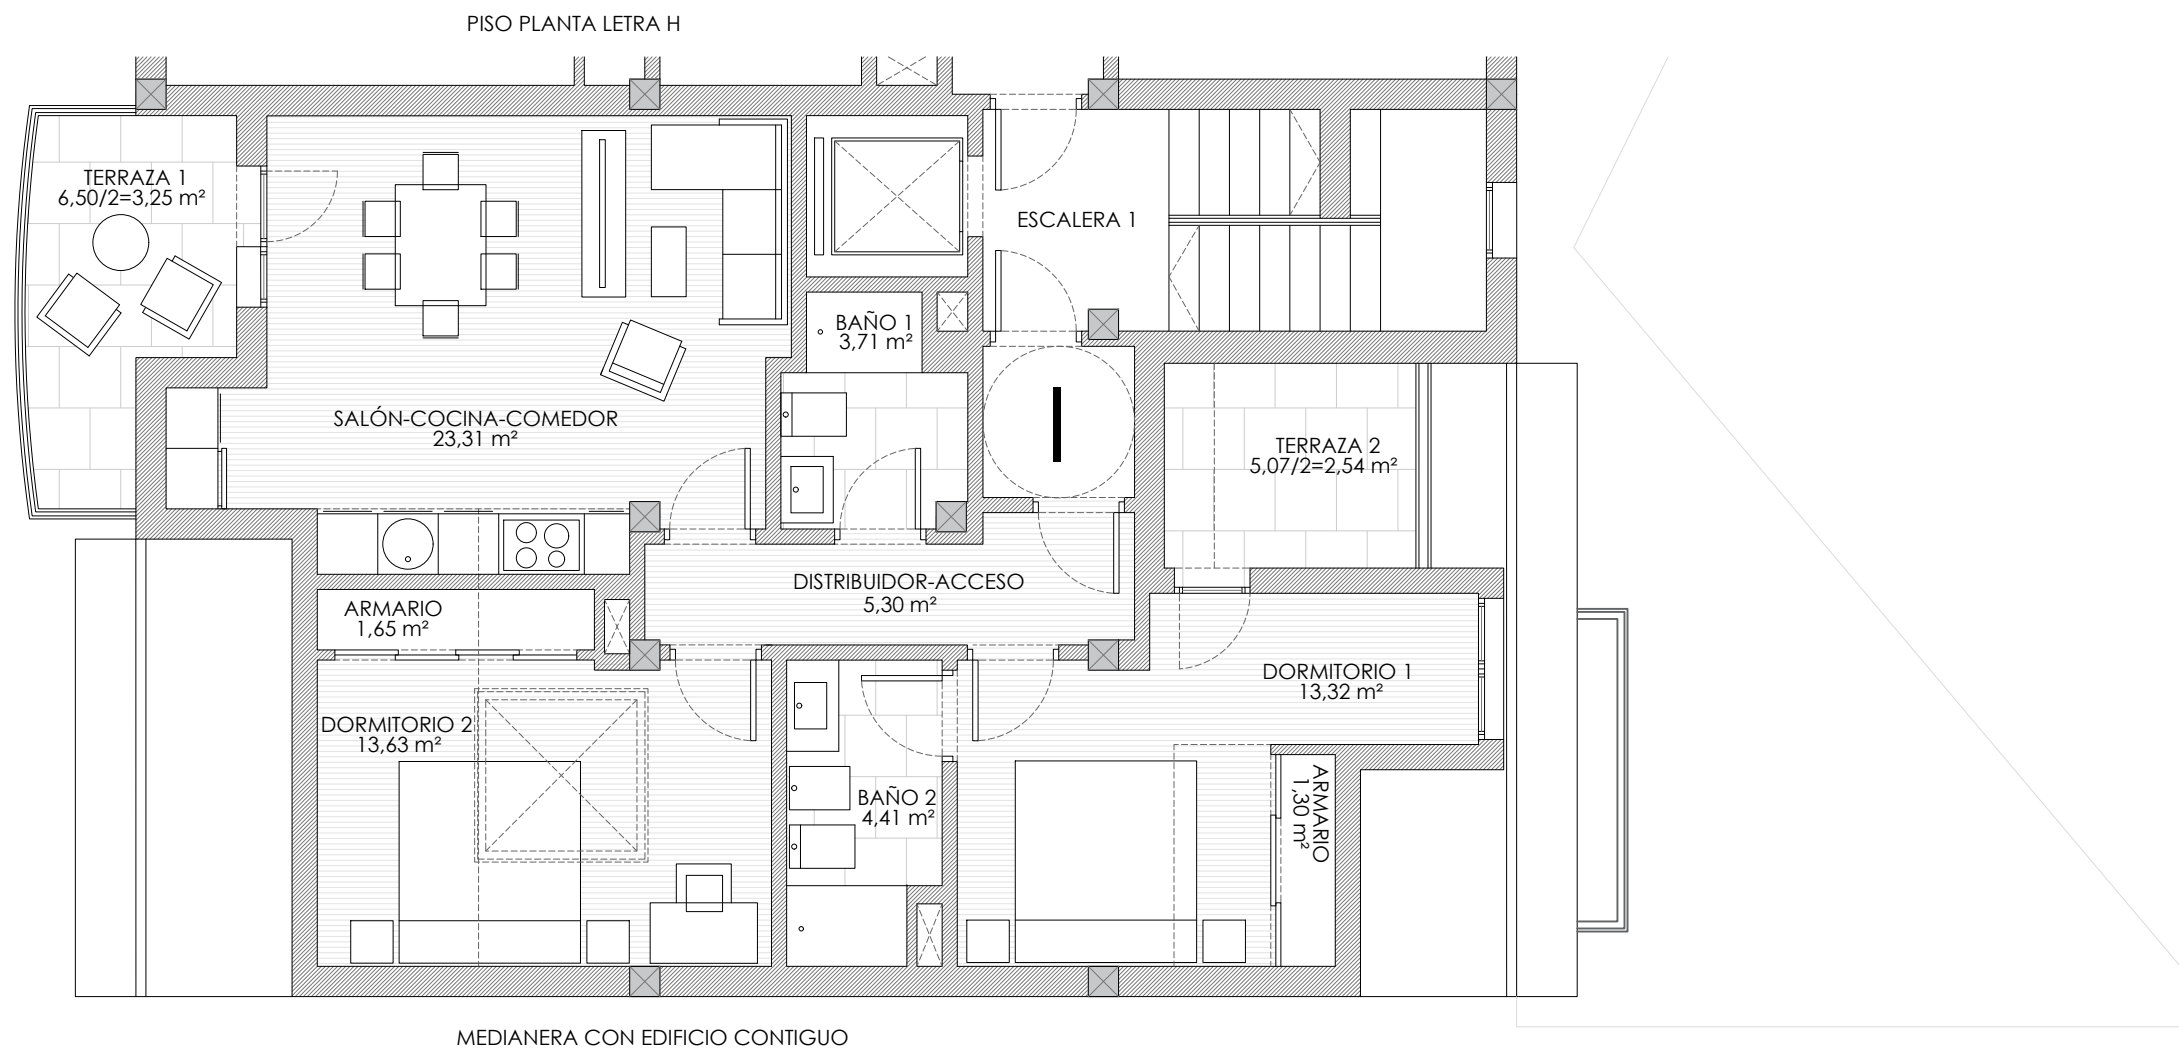 PISO PLANTA LETRA H
TERRAZA 1
6,50/2=3,25 m²
ESCALERA 1
BAÑO 1
3,71 m²
SALÓN-COCINA-COMEDOR
23,31 m²
TERRAZA 2
5,07/2=2,54 m²
DISTRIBUIDOR-ACCESO
5,30 m²
ARMARIO
1,65 m²
DORMITORIO 1
13,32 m²
DORMITORIO 2
13,63 m²
BAÑO 2
4,41 m²
ARMARIO
1,30 m²
MEDIANERA CON EDIFICIO CONTIGUO